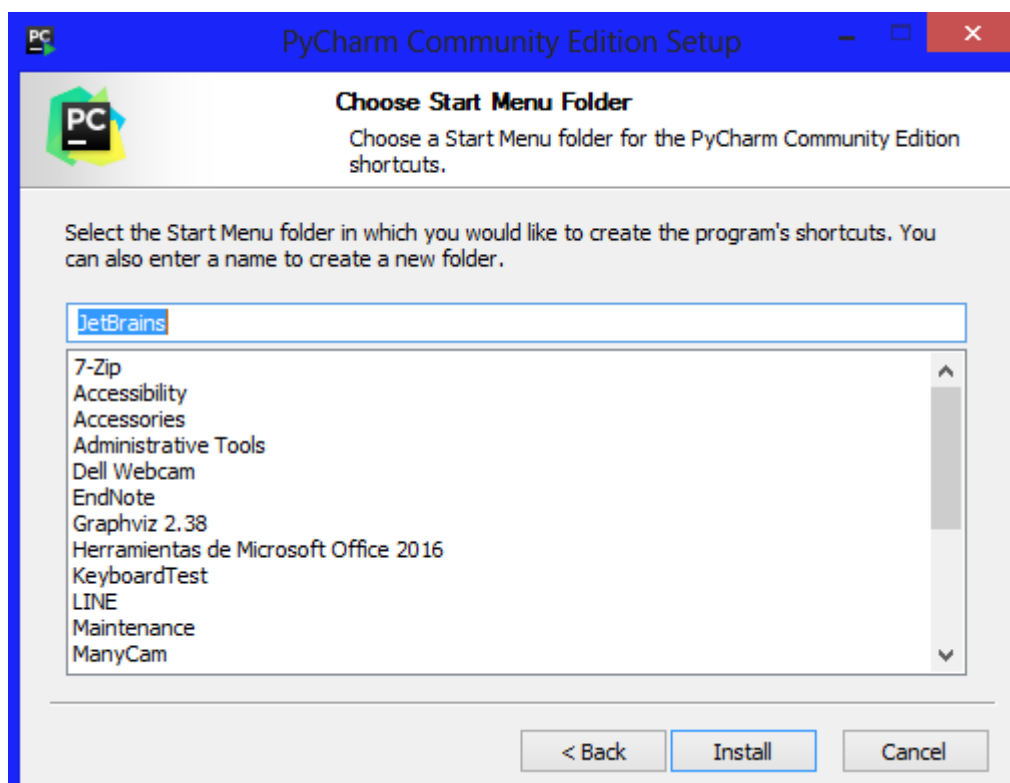 PC
PyCharm Community Edition Setup
PC
Choose Start Menu Folder
Choose a Start Menu folder for the PyCharm Community Edition
shortcuts.
Select the Start Menu folder in which you would like to create the program's shortcuts. You
can also enter a name to create a new folder.
JetBrains
7-Zip
Accessibility
Accessories
Administrative Tools
Dell Webcam
EndNote
Graphviz 2.38
Herramientas de Microsoft Office 2016
KeyboardTest
LINE
Maintenance
ManyCam
< Back
Install
Cancel